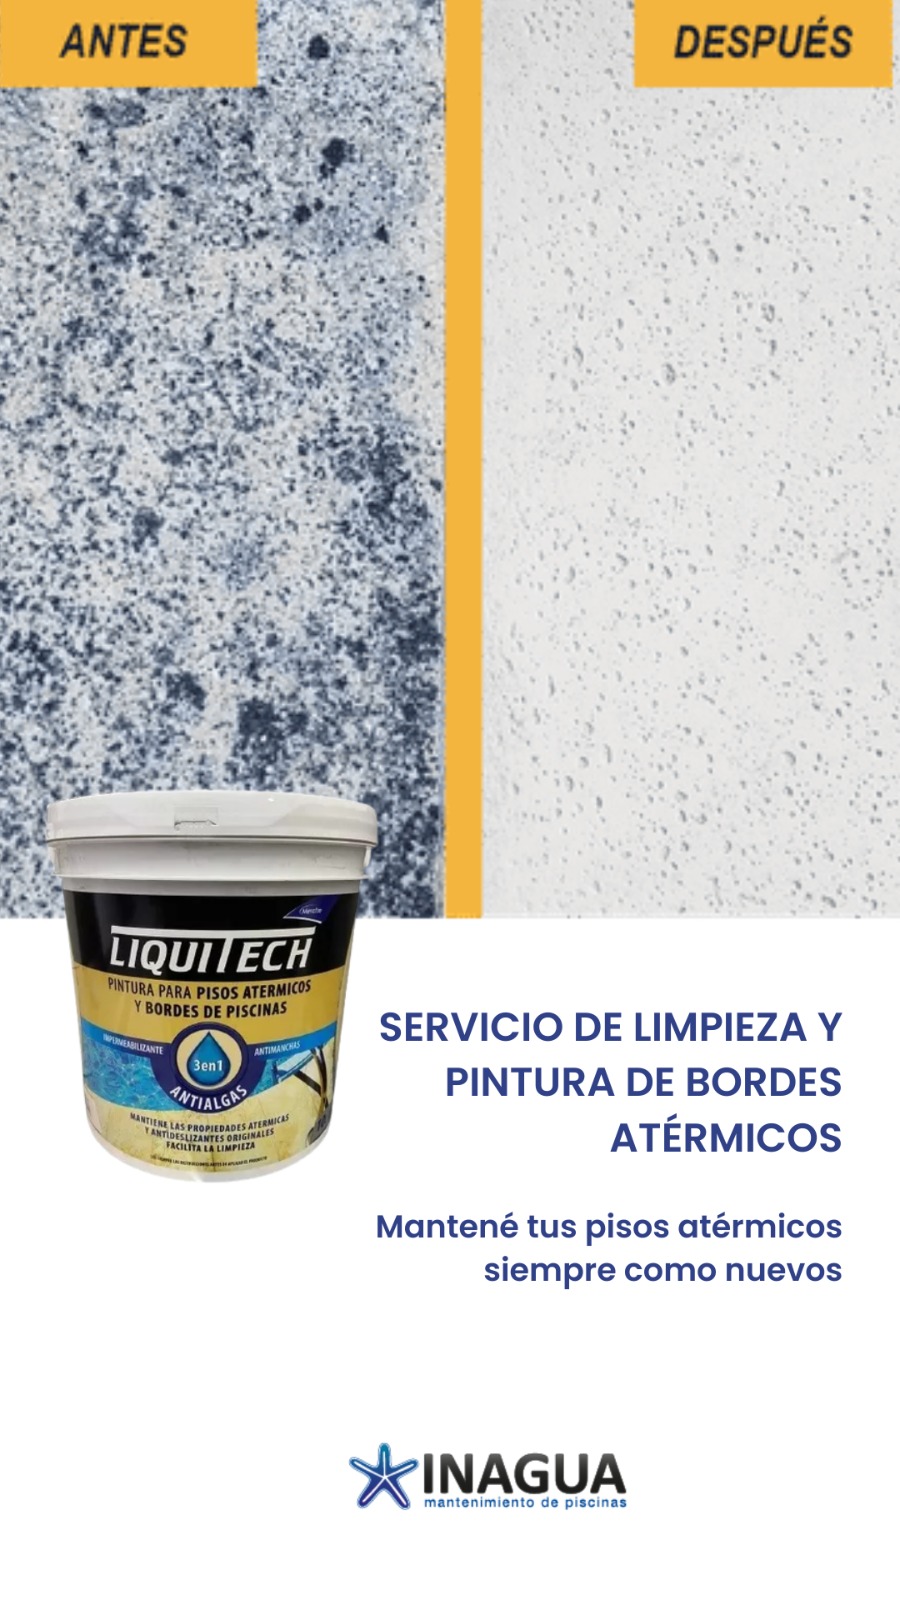 ANTES
DESPUÉS
LIQUITECH
PINTURA PARA PISOS ATERMICOS
Y BORDES DE PISCINAS
IMPERMEABILIZANTE
3en1
ANTIMANCHAS
ANTIALGAS
MANTIENE LAS PROPIEDADES ATERMICAS
Y ANTIDESLIZANTES ORIGINALES
FACILITA LA LIMPIEZA
SERVICIO DE LIMPIEZA Y
PINTURA DE BORDES
ATÉRMICOS
Mantené tus pisos atérmicos
siempre como nuevos
INAGUA
mantenimiento de piscinas